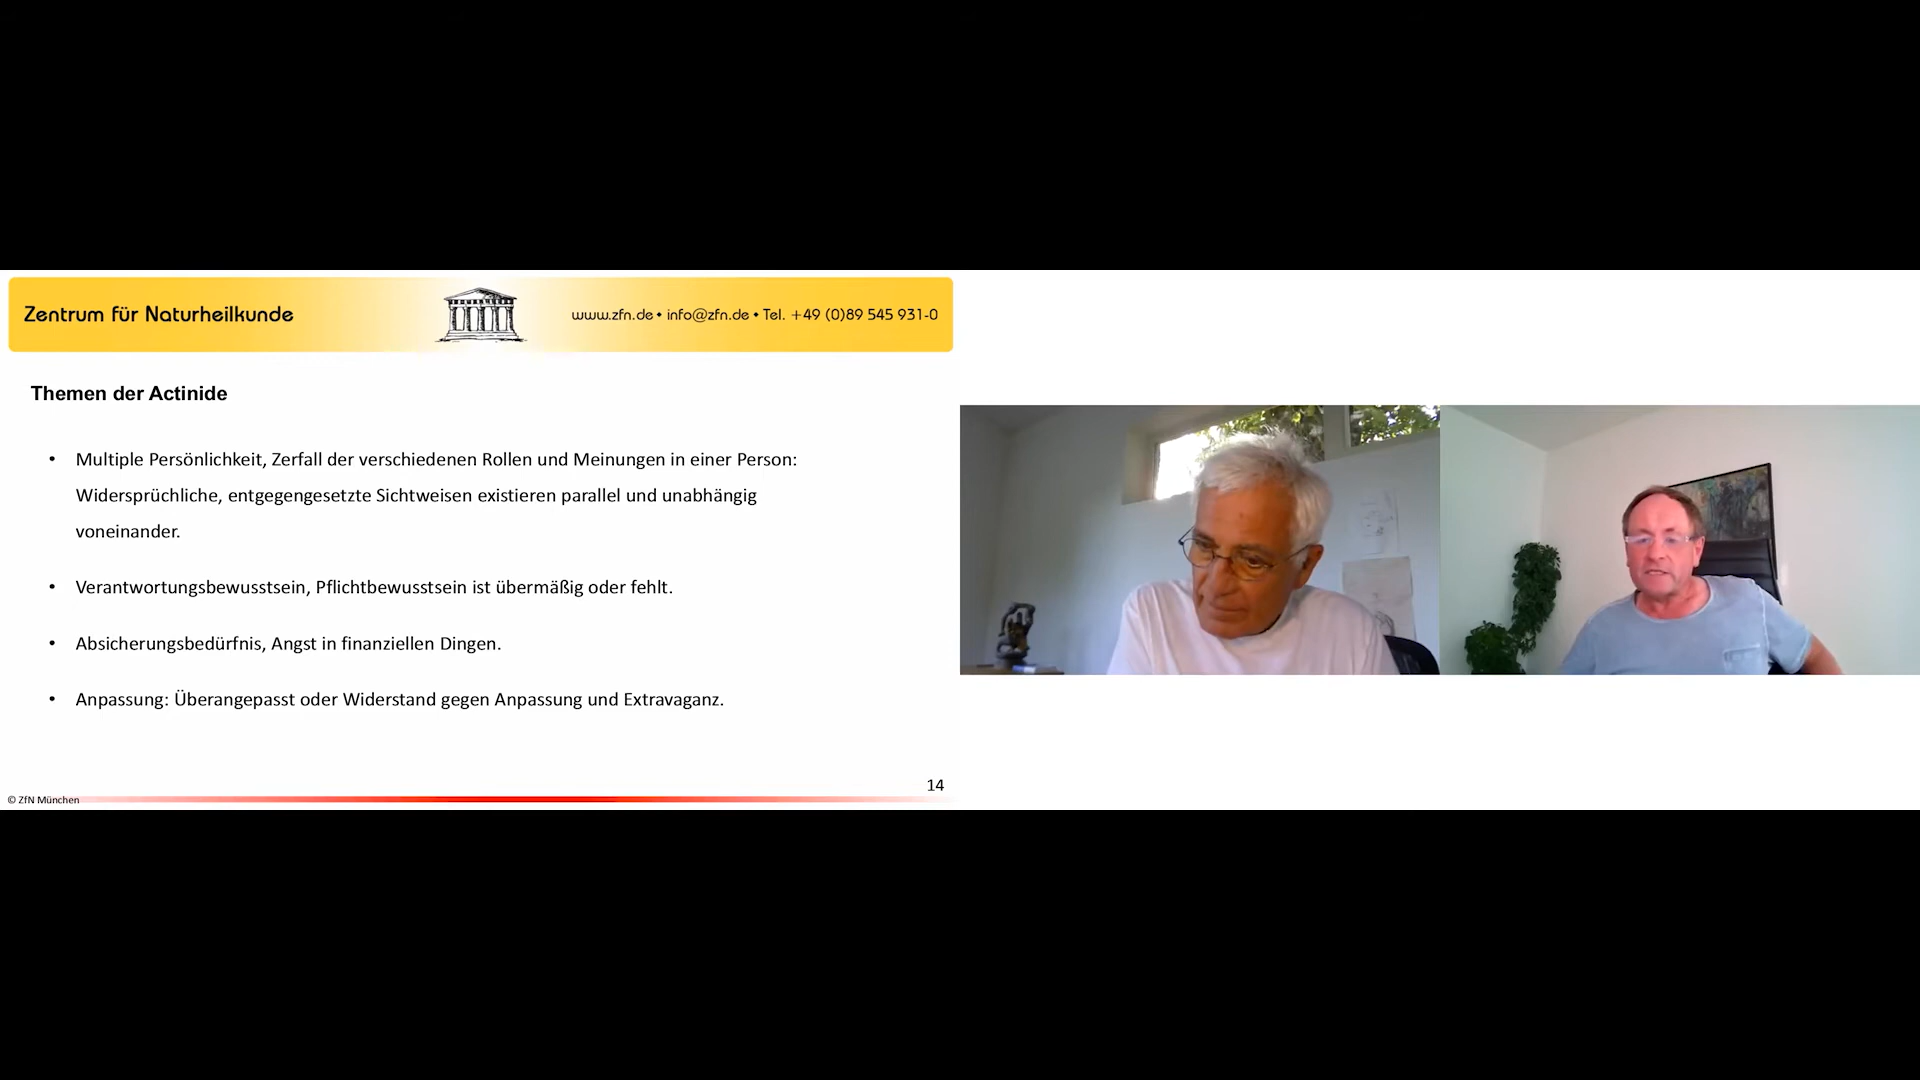 Zentrum für Naturheilkunde
www.zfn.de • info@zfn.de • Tel. +49 (0)89 545 931-0
Themen der Actinide
• Multiple Persönlichkeit, Zerfall der verschiedenen Rollen und Meinungen in einer Person:
Widersprüchliche, entgegengesetzte Sichtweisen existieren parallel und unabhängig
voneinander.
• Verantwortungsbewusstsein, Pflichtbewusstsein ist übermäßig oder fehlt.
• Absicherungsbedürfnis, Angst in finanziellen Dingen.
• Anpassung: Überangepasst oder Widerstand gegen Anpassung und Extravaganz.
14
© ZfN München